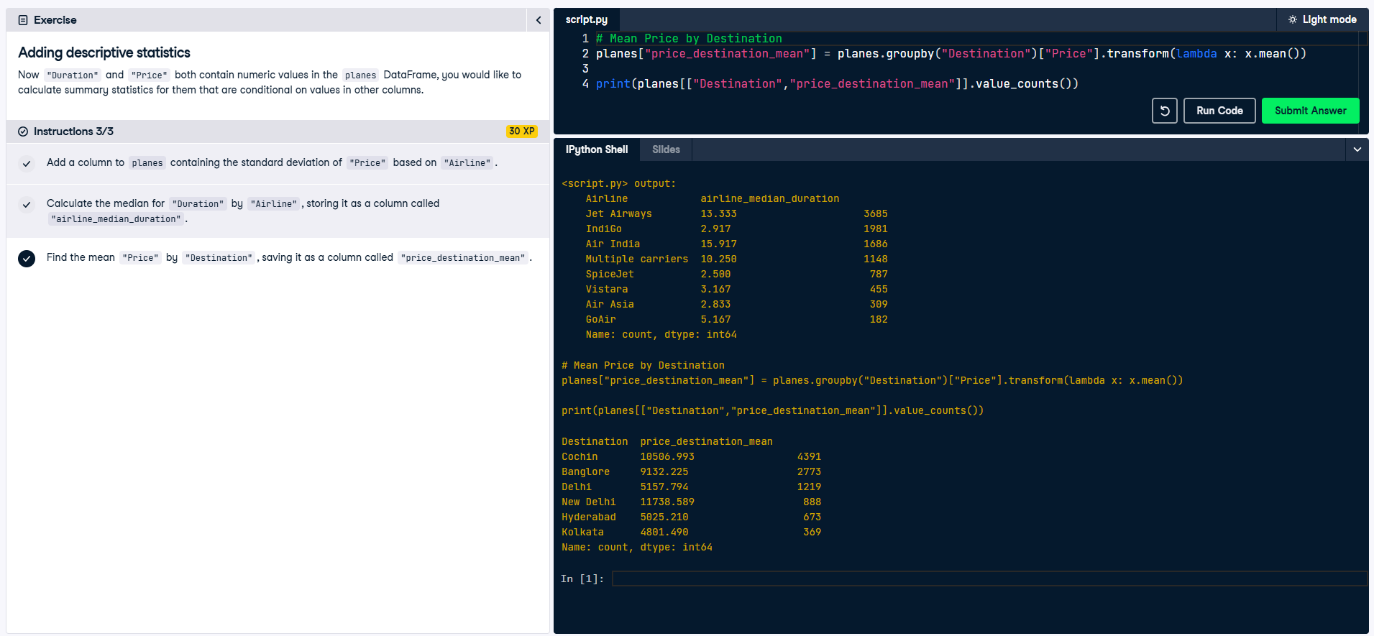 Exercise
Adding descriptive statistics
Now "Duration" and "Price" both contain numeric values in the planes DataFrame, you would like to
calculate summary statistics for them that are conditional on values in other columns.
Instructions 3/3
30 XP
Add a column to planes containing the standard deviation of "Price" based on "Airline".
Calculate the median for "Duration" by "Airline", storing it as a column called
"airline_median_duration".
Find the mean "Price" by "Destination", saving it as a column called "price_destination_mean".
script.py
Light mode
1 # Mean Price by Destination
2 planes["price_destination_mean"] = planes.groupby("Destination")["Price"].transform(lambda x: x.mean())
3
4 print(planes[["Destination","price_destination_mean"]].value_counts())
Run Code
Submit Answer
IPython Shell
Slides
<script.py> output:
Airline airline_median_duration
Jet Airways 13.333 3685
IndiGo 2.917 1981
Air India 15.917 1686
Multiple carriers 10.250 1148
SpiceJet 2.500 787
Vistara 3.167 455
Air Asia 2.833 309
GoAir 5.167 182
Name: count, dtype: int64
# Mean Price by Destination
planes["price_destination_mean"] = planes.groupby("Destination")["Price"].transform(lambda x: x.mean())
print(planes[["Destination","price_destination_mean"]].value_counts())
Destination price_destination_mean
Cochin 10506.993 4391
Banglore 9132.225 2773
Delhi 5157.794 1219
New Delhi 11738.589 888
Hyderabad 5025.210 673
Kolkata 4801.490 369
Name: count, dtype: int64
In [1]: